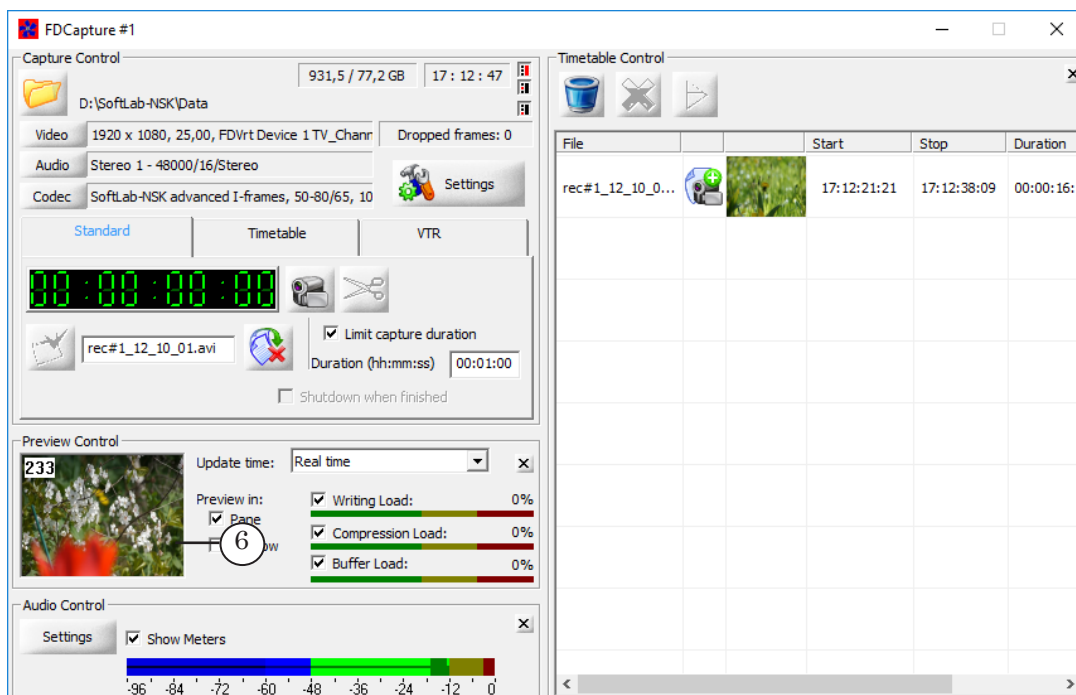 FDCapture #1
Capture Control
931,5 / 77,2 GB
17 : 12 : 47
D:\SoftLab-NSK\Data
Video
1920 x 1080, 25,00, FDVrt Device 1 TV_Chann
Dropped frames: 0
Audio
Stereo 1 - 48000/16/Stereo
Codec
SoftLab-NSK advanced I-frames, 50-80/65, 10
Settings
Standard
Timetable
VTR
00:00:00:00
rec#1_12_10_01.avi
Limit capture duration
Duration (hh:mm:ss)
00:01:00
Shutdown when finished
Preview Control
233
Update time:
Real time
Preview in:
Pane
6
ow
Writing Load:
0%
Compression Load:
0%
Buffer Load:
0%
Audio Control
Settings
Show Meters
-96 -84 -72 -60 -48 -36 -24 -12 0
Timetable Control
File
Start
Stop
Duration
rec#1_12_10_0...
17:12:21:21
17:12:38:09
00:00:16: